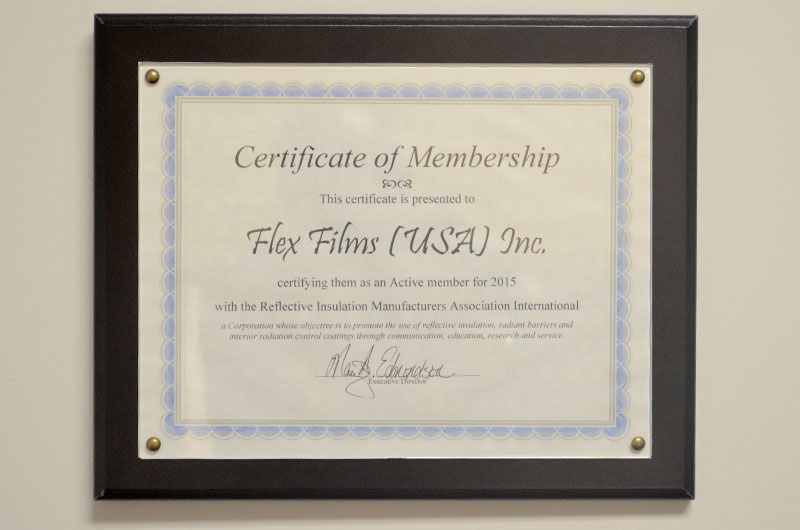 Certificate of Membership
This certificate is presented to
Flex Films (USA) Inc.
certifying them as an Active member for 2015
with the Reflective Insulation Manufacturers Association International
a Corporation whose objective is to promote the use of reflective insulation, radiant barriers and
interior radiation control coatings through communication, education, research and service.
Edmondson
Executive Director